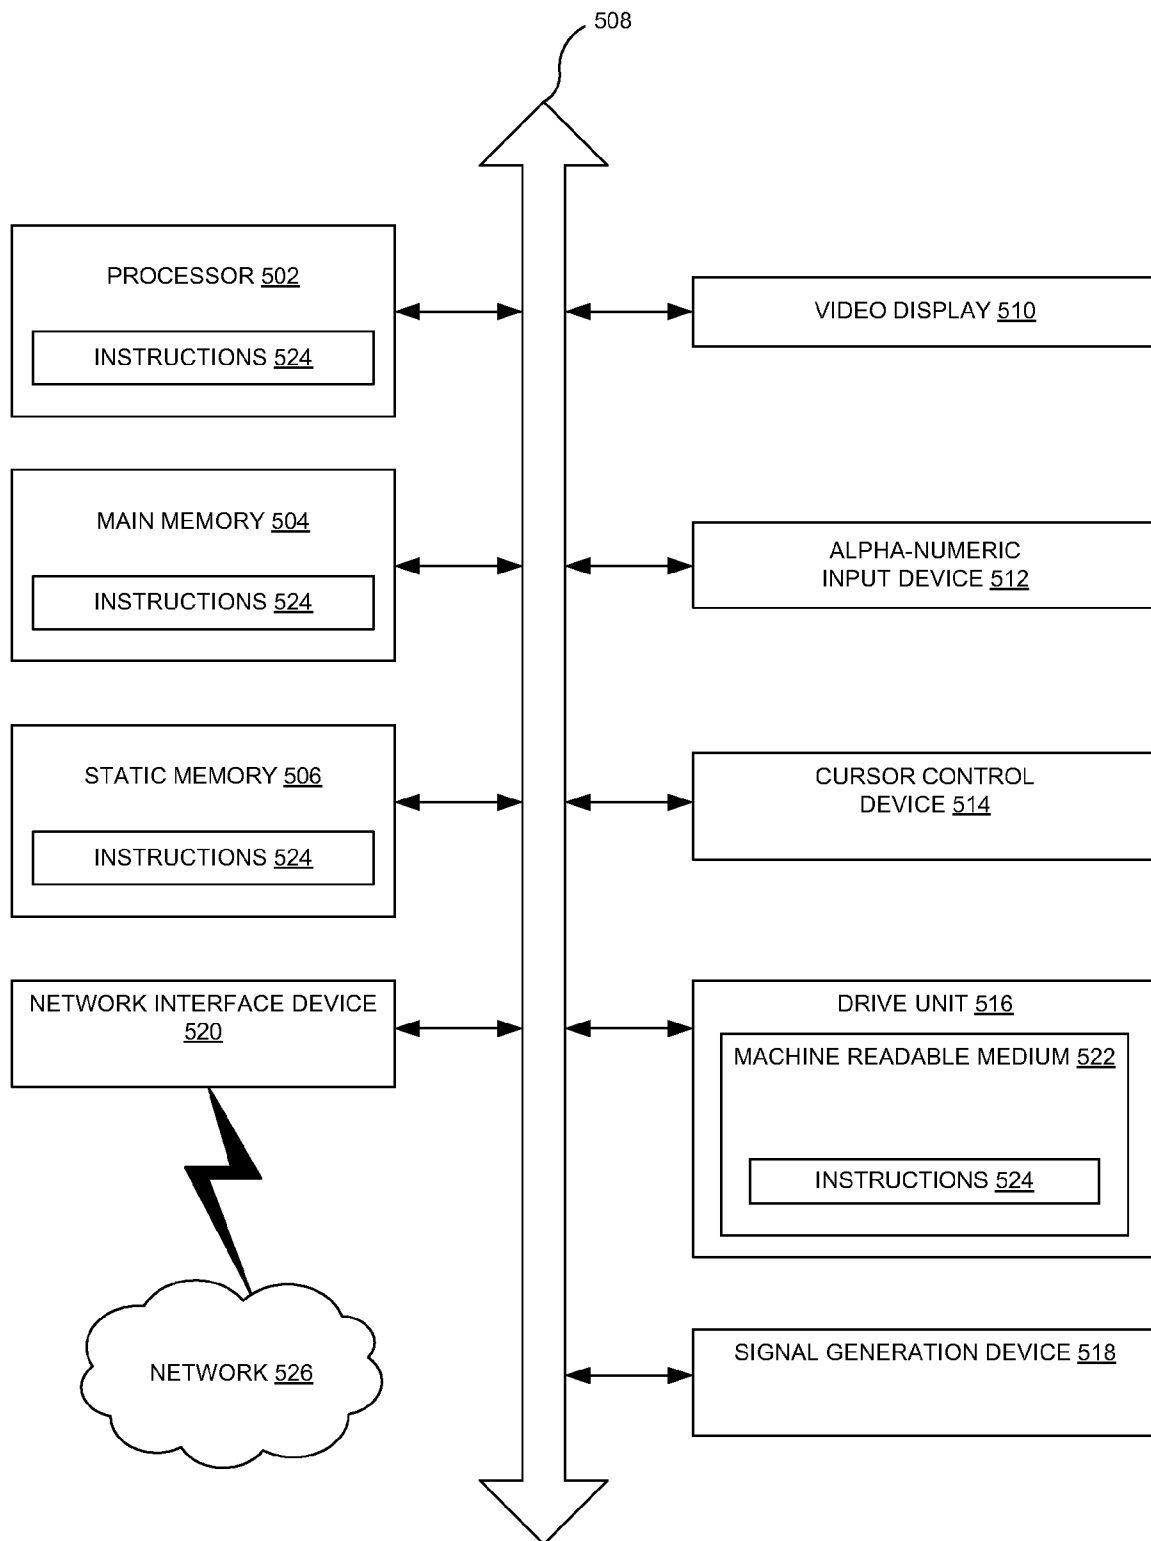 508
PROCESSOR 502
INSTRUCTIONS 524
MAIN MEMORY 504
INSTRUCTIONS 524
STATIC MEMORY 506
INSTRUCTIONS 524
NETWORK INTERFACE DEVICE
520
NETWORK 526
VIDEO DISPLAY 510
ALPHA-NUMERIC
INPUT DEVICE 512
CURSOR CONTROL
DEVICE 514
DRIVE UNIT 516
MACHINE READABLE MEDIUM 522
INSTRUCTIONS 524
SIGNAL GENERATION DEVICE 518